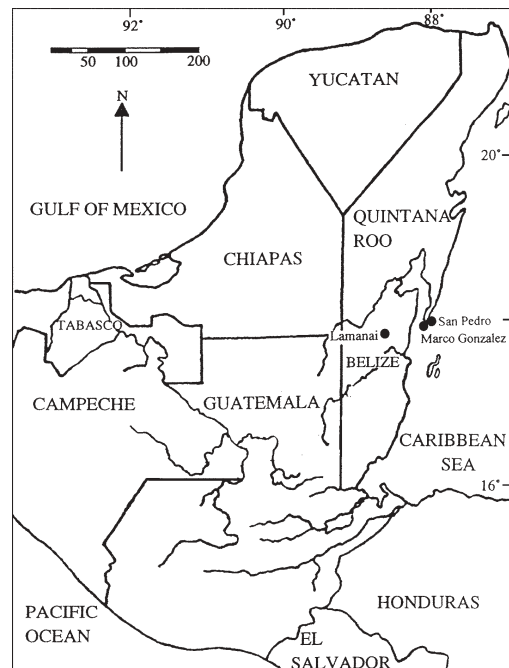 92°
90°
88°
50
100
200
N
YUCATAN
20°
GULF OF MEXICO
QUINTANA
ROO
CHIAPAS
TABASCO
San Pedro
Lamanai
Marco Gonzalez
BELIZE
CAMPECHE
GUATEMALA
CARIBBEAN
SEA
16°
HONDURAS
PACIFIC
OCEAN
EL
SALVADOR